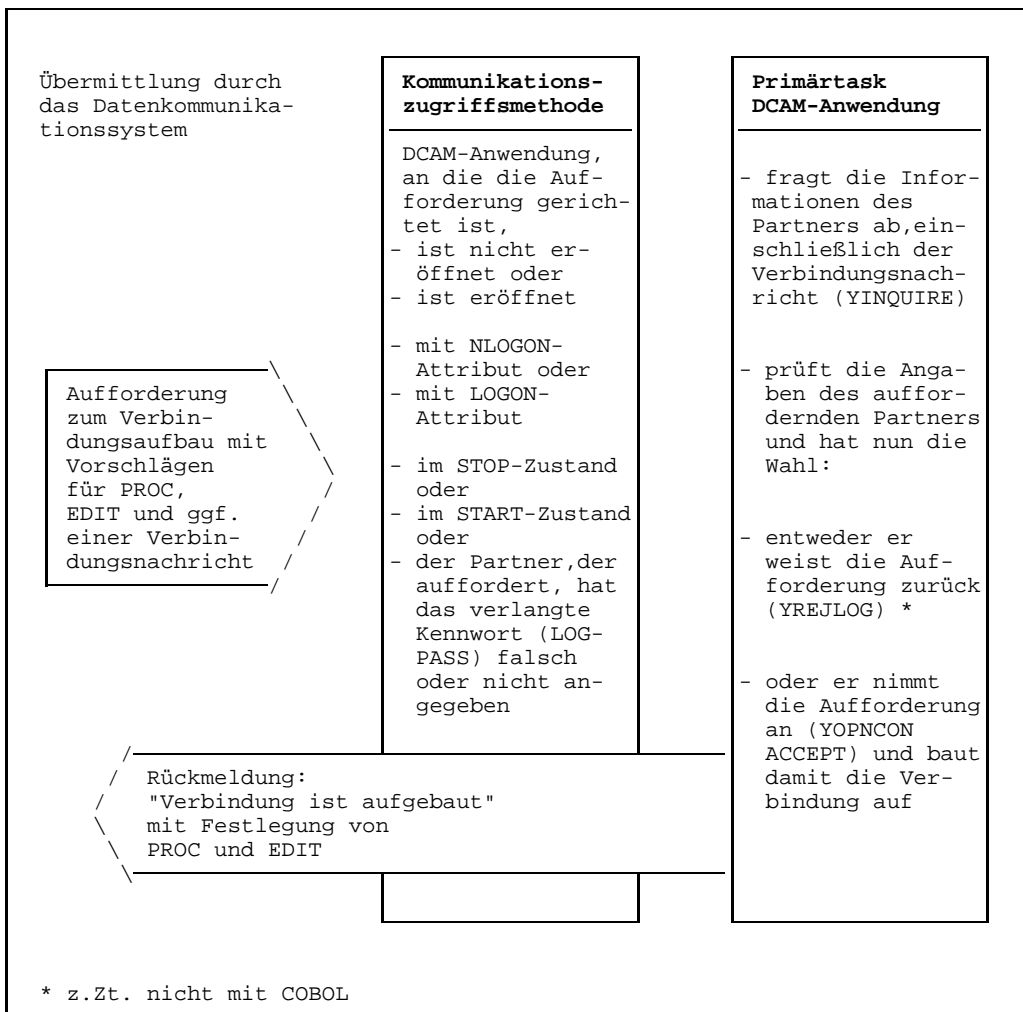 Übermittlung durch
das Datenkommunika-
tionssystem
Aufforderung
zum Verbin-
dungsaufbau mit
Vorschlägen
für PROC,
EDIT und ggf.
einer Verbin-
dungsnachricht
Kommunikations-
zugriffsmethode
DCAM-Anwendung,
an die die Auf-
forderung gerich-
tet ist,
- ist nicht er-
öffnet oder
- ist eröffnet
- mit NLOGON-
Attribut oder
- mit LOGON-
Attribut
- im STOP-Zustand
oder
- im START-Zustand
oder
- der Partner,der
auffordert, hat
das verlangte
Kennwort (LOG-
PASS) falsch
oder nicht an-
gegeben
Primärtask
DCAM-Anwendung
- fragt die Infor-
mationen des
Partners ab,ein-
schließlich der
Verbindungsnach-
richt (YINQUIRE)
- prüft die Anga-
ben des auffor-
dernden Partners
und hat nun die
Wahl:
- entweder er
weist die Auf-
forderung zurück
(YREJLOG) *
- oder er nimmt
die Aufforderung
an (YOPNCON
ACCEPT) und baut
damit die Ver-
bindung auf
Rückmeldung:
"Verbindung ist aufgebaut"
mit Festlegung von
PROC und EDIT
* z.Zt. nicht mit COBOL